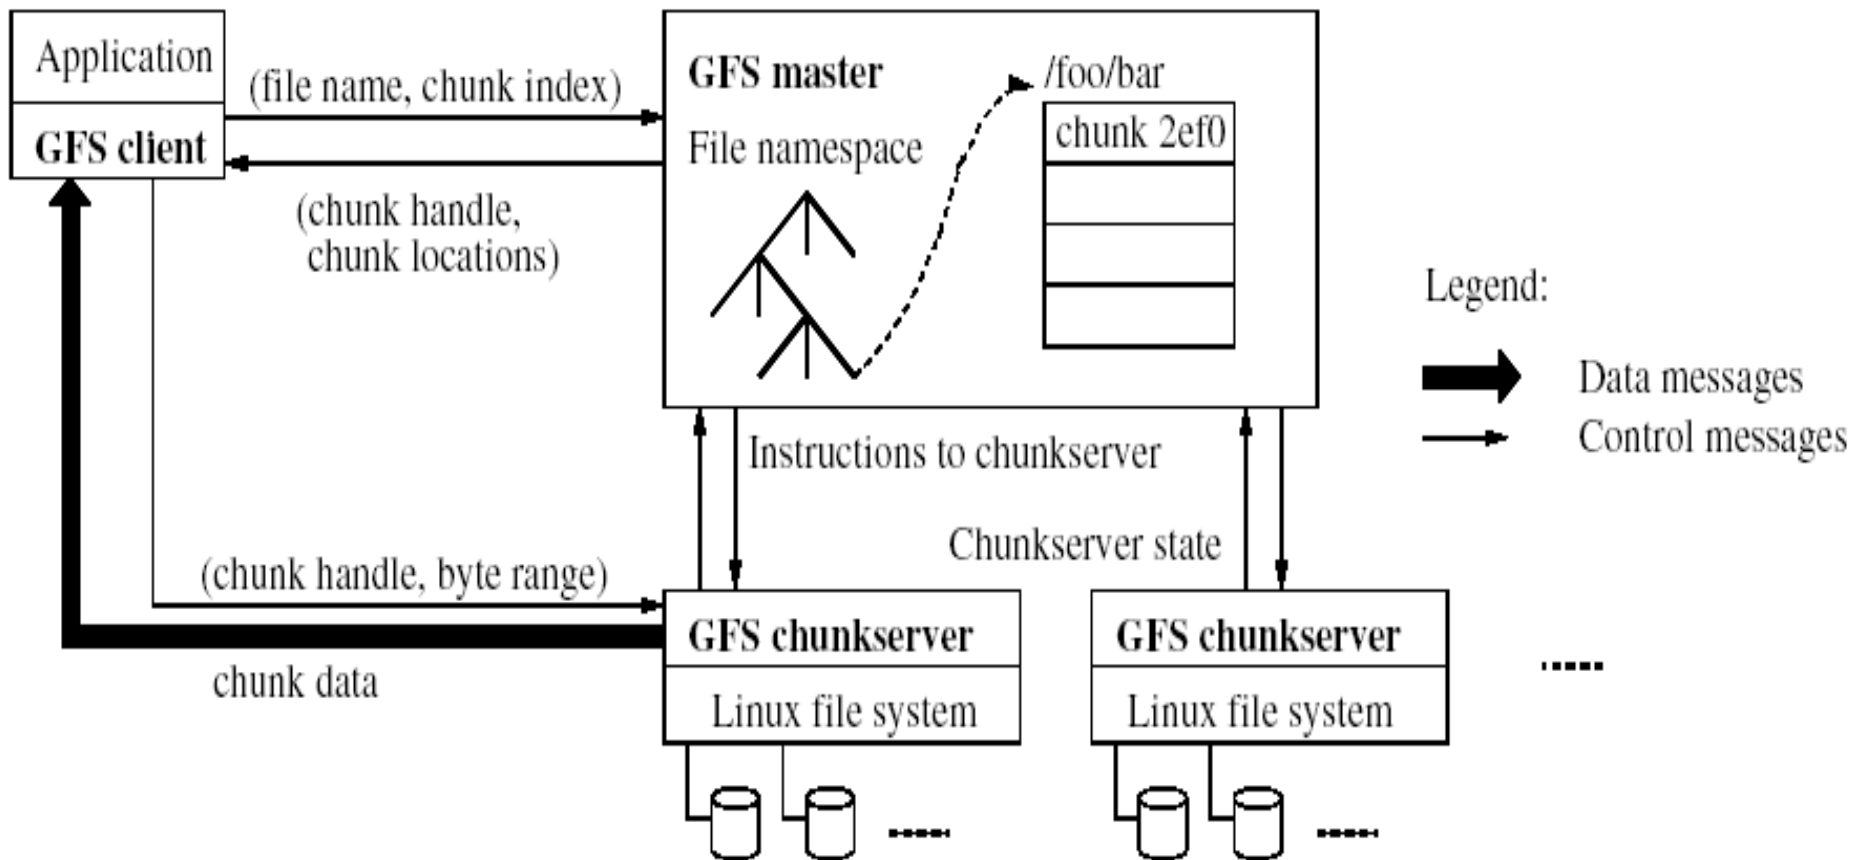 Application
GFS client
(file name, chunk index)
(chunk handle,
chunk locations)
GFS master
File namespace
/foo/bar
chunk 2ef0
Legend:
Data messages
Control messages
Instructions to chunkserver
Chunkserver state
(chunk handle, byte range)
chunk data
GFS chunkserver
Linux file system
GFS chunkserver
Linux file system